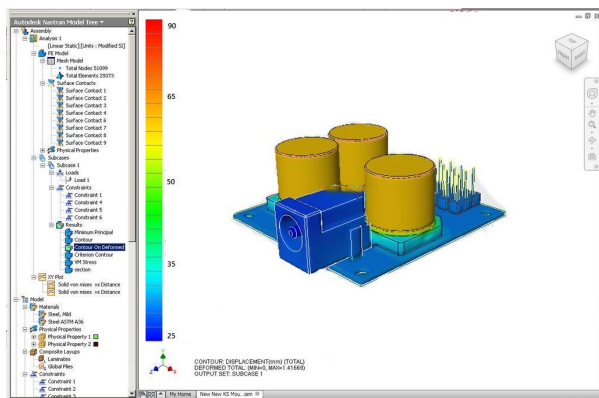 Autodesk Nastran Model Tree
Assembly
Analysis 1
[Linear Static] [Units : Modified SI]
FE Model
Mesh Model
Total Nodes 51099
Total Elements 29373
Surface Contacts
Surface Contact 1
Surface Contact 2
Surface Contact 3
Surface Contact 4
Surface Contact 6
Surface Contact 7
Surface Contact 8
Surface Contact 9
Physical Properties
Subcases
Subcase 1
Loads
Load 1
Constraints
Constraint 1
Constraint 4
Constraint 5
Constraint 6
Results
Minimum Principal
Contour
Contour On Deformed
Criterion Contour
VM Stress
section
XY Plot
Solid von mises vs Distance
Solid von mises vs Distance
Model
Materials
Steel, Mild
Steel ASTM-A36
Physical Properties
Physical Property 1
Physical Property 2
Composite Layups
Laminates
Global Plies
Constraints
Constraint 1
Constraint 2
Constraint 3
90
65
50
35
25
CONTOUR: DISPLACEMENT(mm) (TOTAL)
DEFORMED TOTAL: (MIN=0, MAX=1.41669)
OUTPUT SET: SUBCASE 1
My Home
New New KS Mou...iam